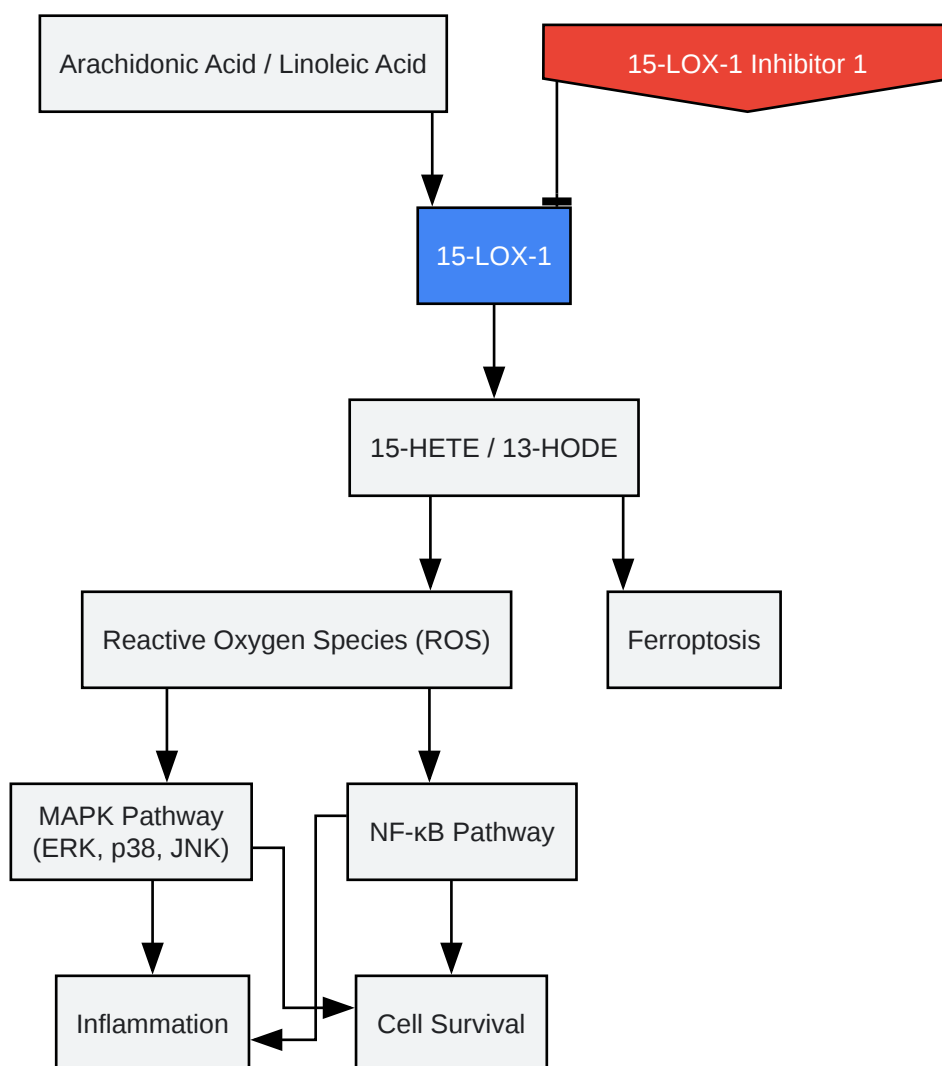 Arachidonic Acid / Linoleic Acid
15-LOX-1 Inhibitor 1
15-LOX-1
15-HETE / 13-HODE
Reactive Oxygen Species (ROS)
Ferroptosis
MAPK Pathway
(ERK, p38, JNK)
NF-κB Pathway
Inflammation
Cell Survival